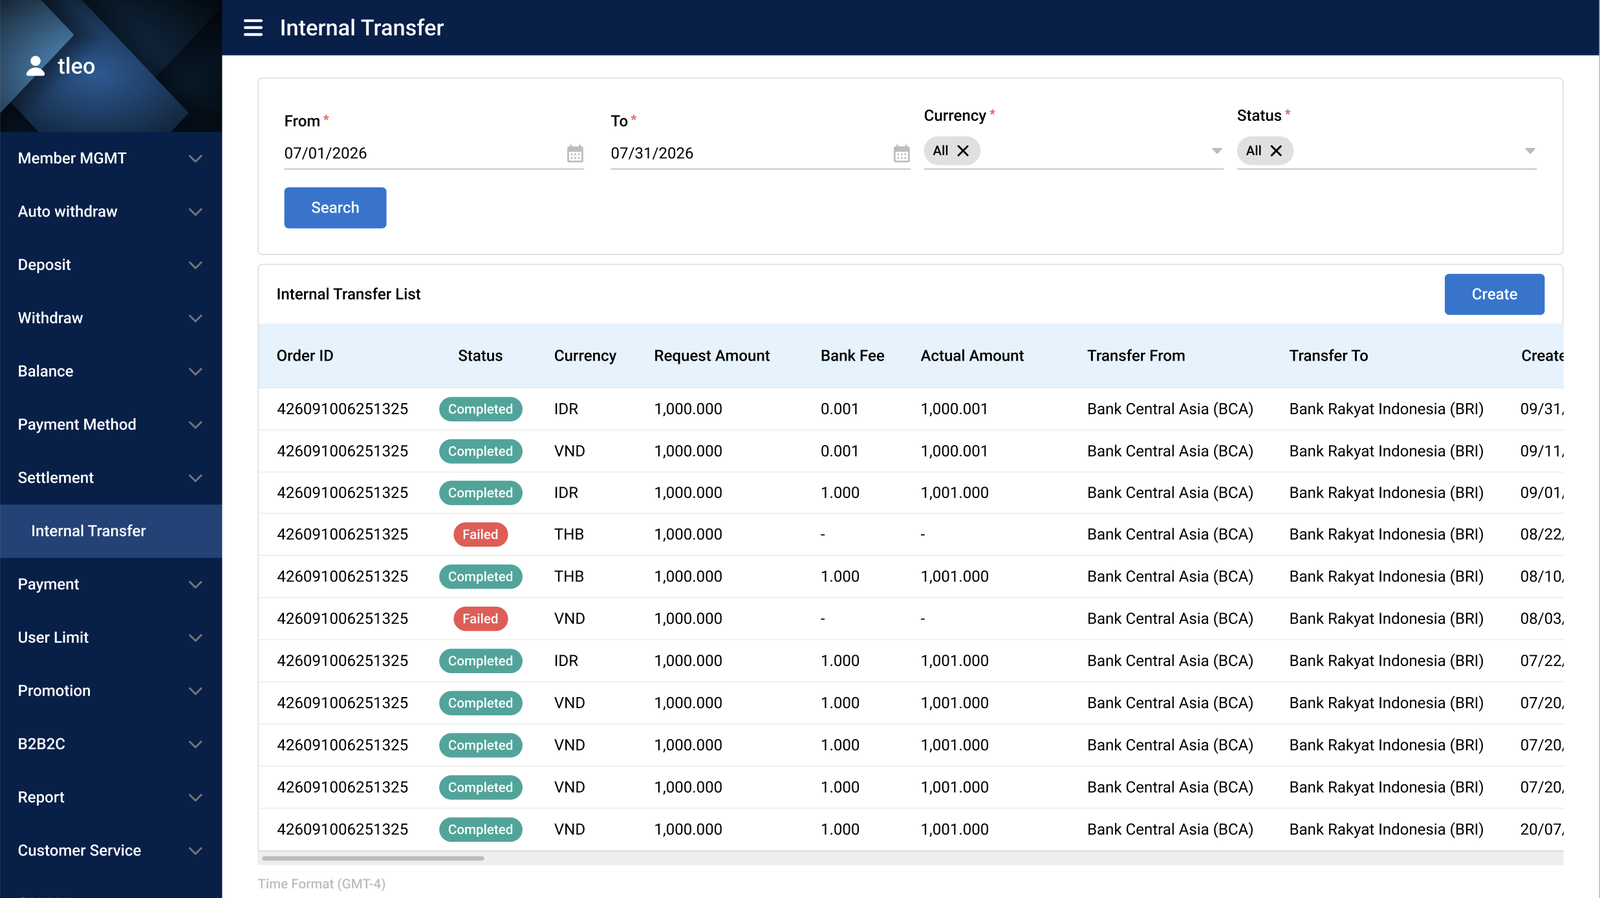 tleo
Internal Transfer
Member MGMT
Auto withdraw
Deposit
Withdraw
Balance
Payment Method
Settlement
Internal Transfer
Payment
User Limit
Promotion
B2B2C
Report
Customer Service
From *
07/01/2026
To *
07/31/2026
Currency *
All
Status *
All
Search
Internal Transfer List
Create
Order ID Status Currency Request Amount Bank Fee Actual Amount Transfer From Transfer To Create
426091006251325 Completed IDR 1,000.000 0.001 1,000.001 Bank Central Asia (BCA) Bank Rakyat Indonesia (BRI) 09/31/
426091006251325 Completed VND 1,000.000 0.001 1,000.001 Bank Central Asia (BCA) Bank Rakyat Indonesia (BRI) 09/11/
426091006251325 Completed IDR 1,000.000 1.000 1,001.000 Bank Central Asia (BCA) Bank Rakyat Indonesia (BRI) 09/01/
426091006251325 Failed THB 1,000.000 - - Bank Central Asia (BCA) Bank Rakyat Indonesia (BRI) 08/22/
426091006251325 Completed THB 1,000.000 1.000 1,001.000 Bank Central Asia (BCA) Bank Rakyat Indonesia (BRI) 08/10/
426091006251325 Failed VND 1,000.000 - - Bank Central Asia (BCA) Bank Rakyat Indonesia (BRI) 08/03/
426091006251325 Completed IDR 1,000.000 1.000 1,001.000 Bank Central Asia (BCA) Bank Rakyat Indonesia (BRI) 07/22/
426091006251325 Completed VND 1,000.000 1.000 1,001.000 Bank Central Asia (BCA) Bank Rakyat Indonesia (BRI) 07/20/
426091006251325 Completed VND 1,000.000 1.000 1,001.000 Bank Central Asia (BCA) Bank Rakyat Indonesia (BRI) 07/20/
426091006251325 Completed VND 1,000.000 1.000 1,001.000 Bank Central Asia (BCA) Bank Rakyat Indonesia (BRI) 07/20/
426091006251325 Completed VND 1,000.000 1.000 1,001.000 Bank Central Asia (BCA) Bank Rakyat Indonesia (BRI) 20/07/
Time Format (GMT-4)